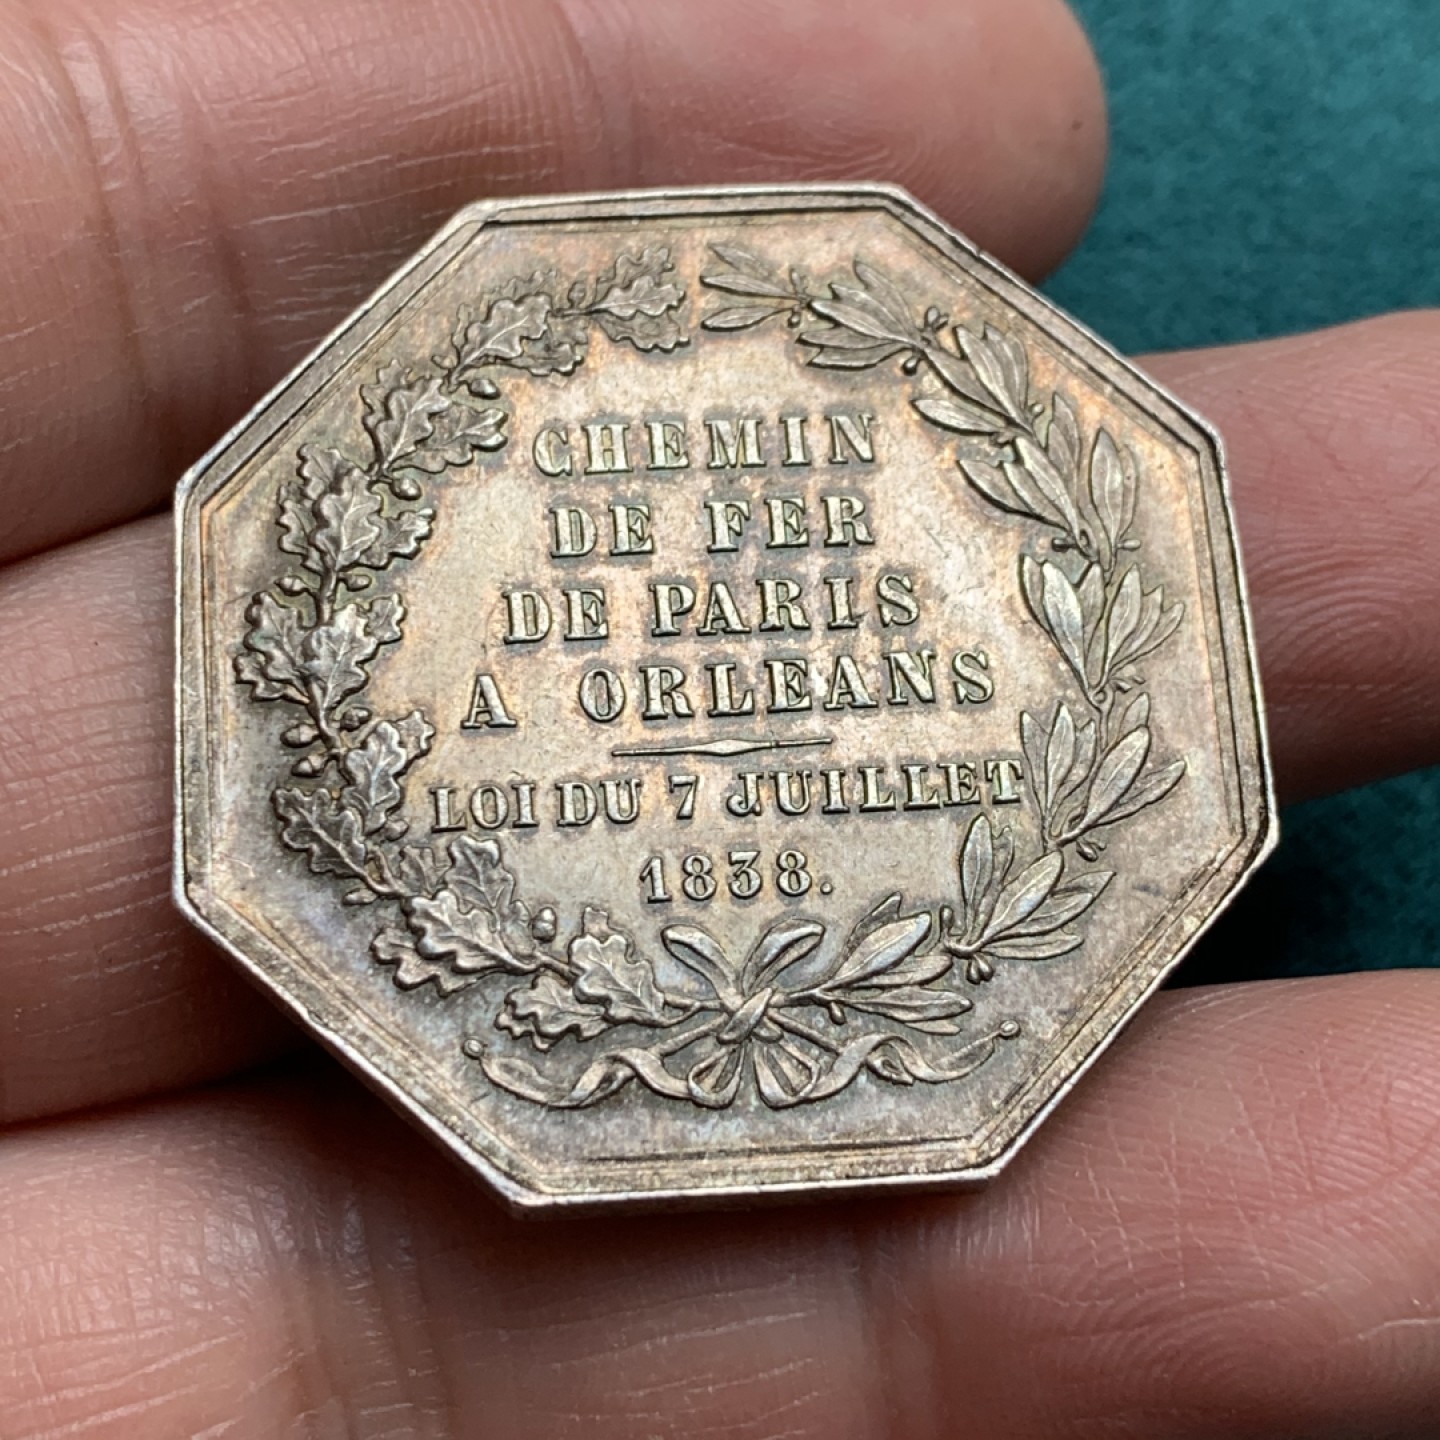 CHEMIN
DE FER
DE PARIS
A ORLEANS
LOI DU 7 JUILLET
1838.